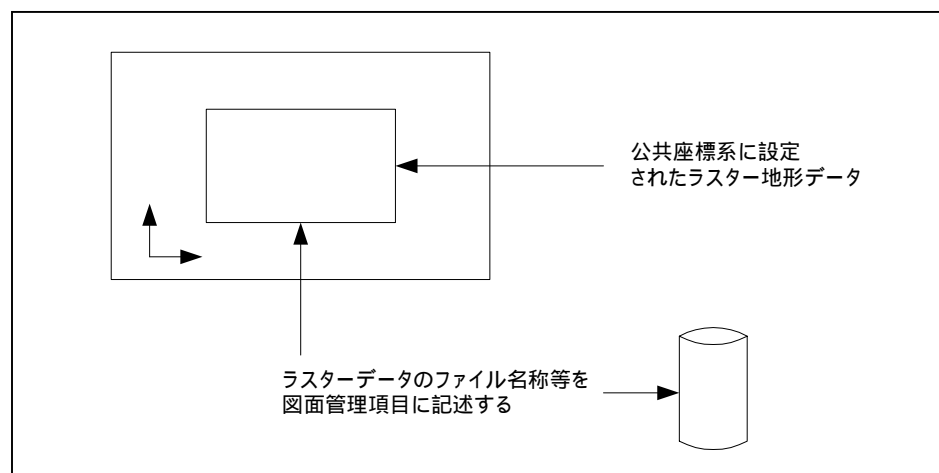 公共座標系に設定
されたラスター地形データ
ラスターデータのファイル名称等を
図面管理項目に記述する